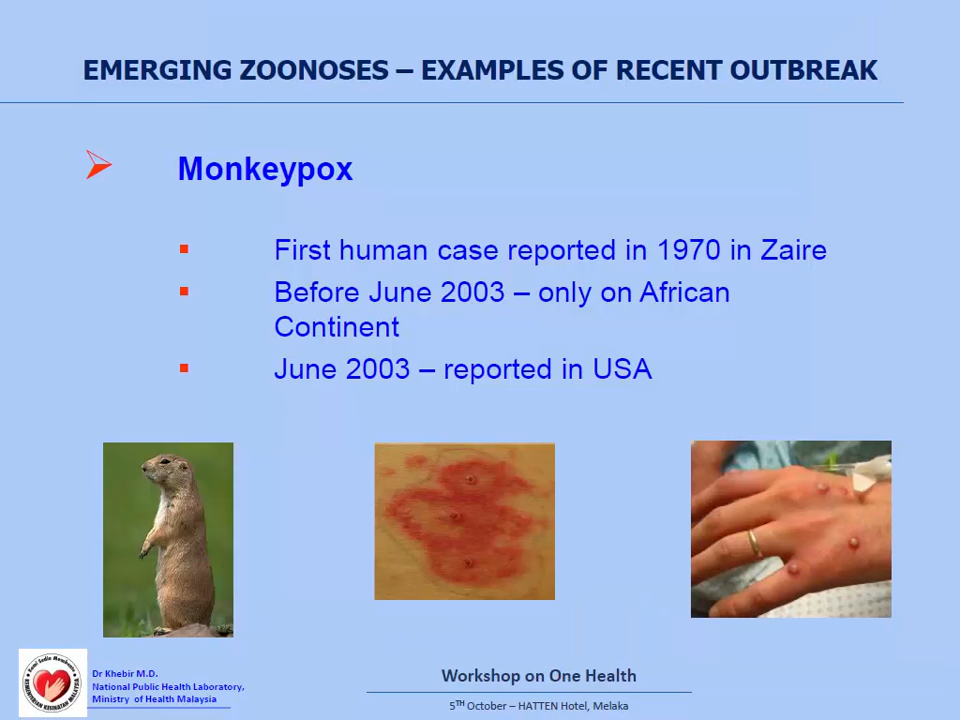 EMERGING ZOONOSES – EXAMPLES OF RECENT OUTBREAK
Monkeypox
First human case reported in 1970 in Zaire
Before June 2003 – only on African
Continent
June 2003 – reported in USA
Dr Khebir M.D.
National Public Health Laboratory,
Ministry of Health Malaysia
Workshop on One Health
5TH October – HATTEN Hotel, Melaka